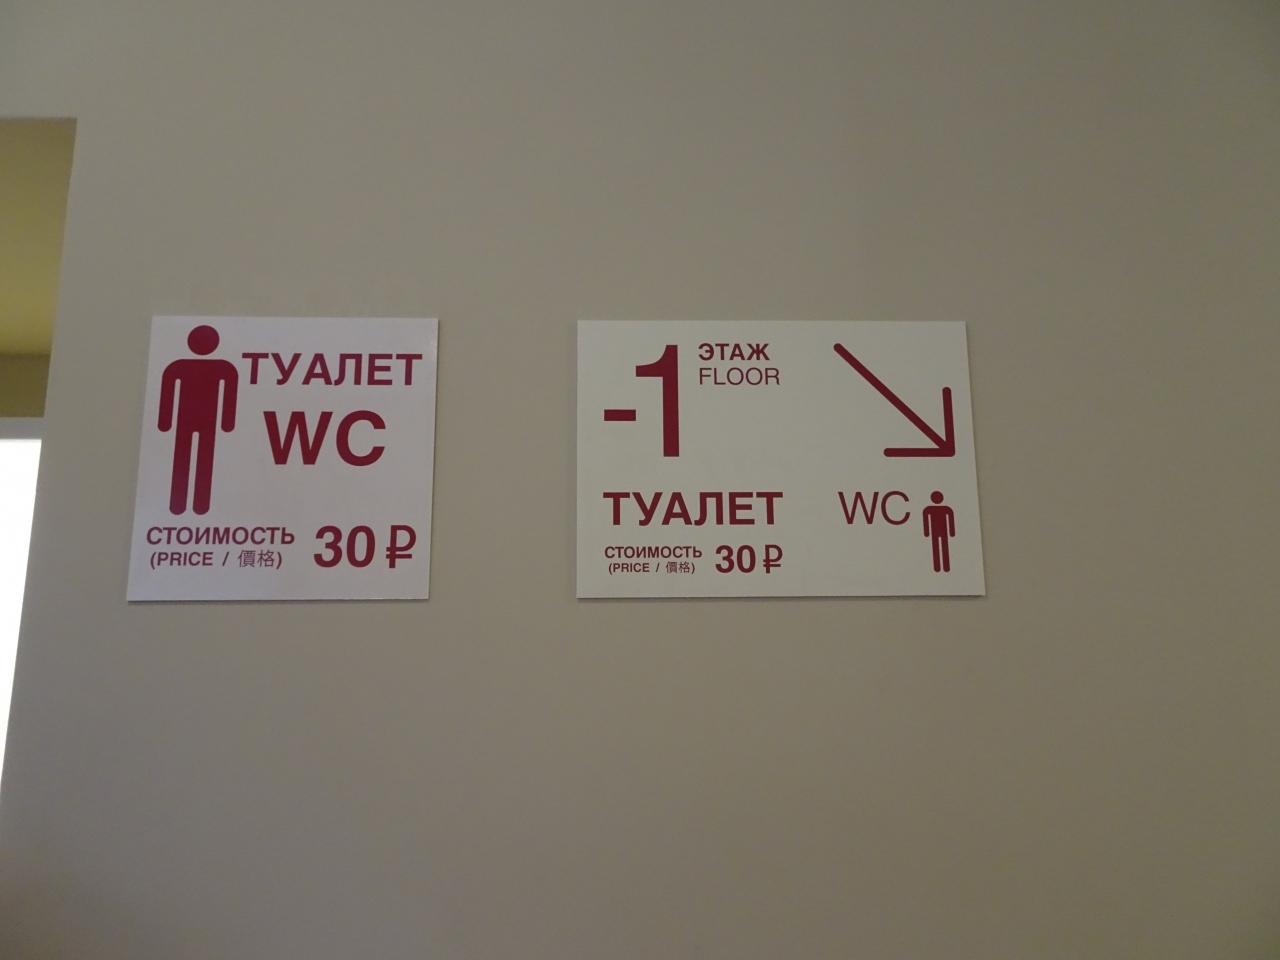 ТУАЛЕТ
WC
СТОИМОСТЬ
(PRICE / 價格)
30 ₽
-1
ЭТАЖ
FLOOR
ТУАЛЕТ
WC
СТОИМОСТЬ
(PRICE / 價格)
30 ₽